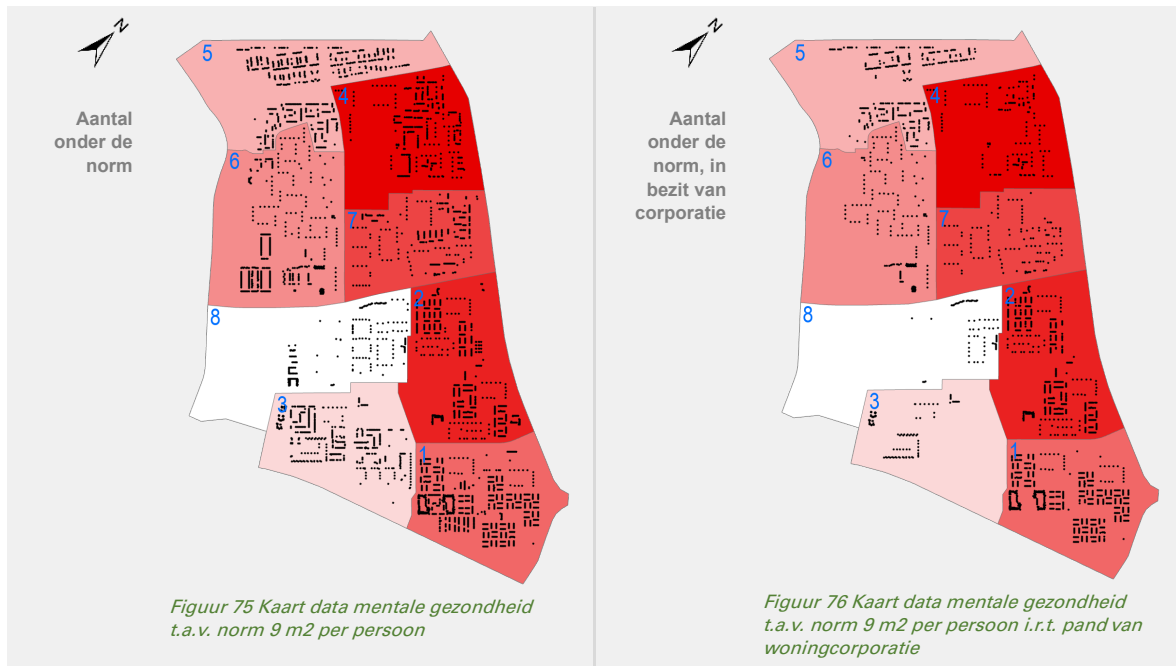 N
5
4
Aantal
onder de
norm
6
7
2
8
3
1
Figuur 75 Kaart data mentale gezondheid
t.a.v. norm 9 m2 per persoon
N
5
4
Aantal
onder de
norm, in
bezit van
corporatie
6
7
2
8
3
1
Figuur 76 Kaart data mentale gezondheid
t.a.v. norm 9 m2 per persoon i.r.t. pand van
woningcorporatie